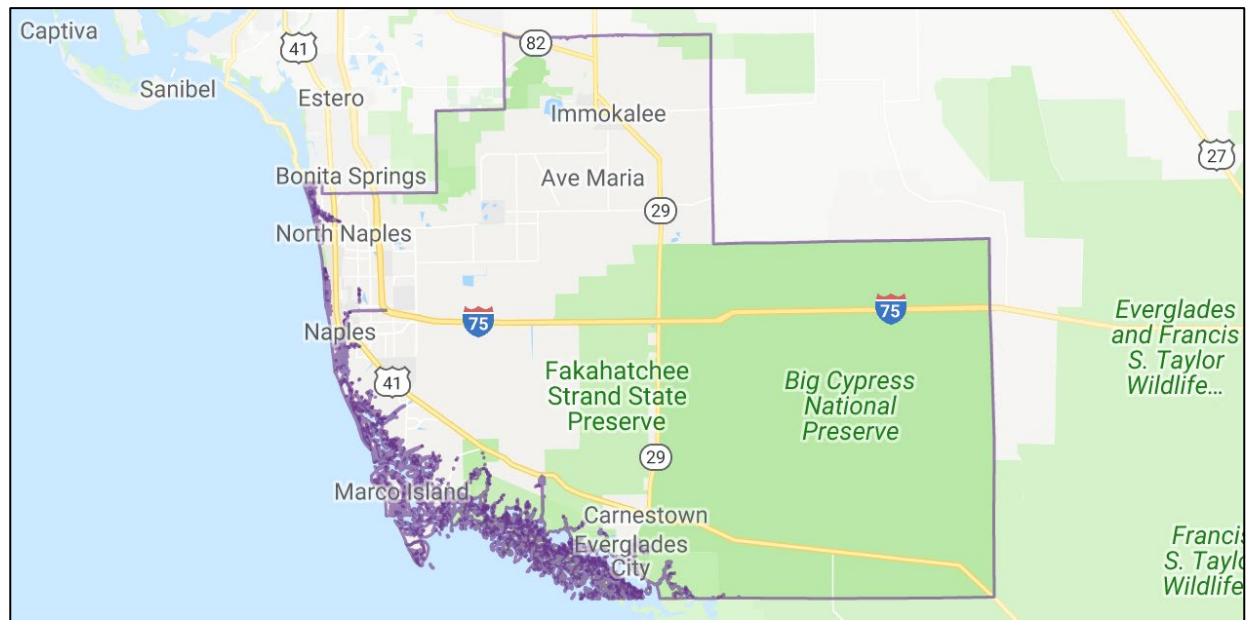 Captiva
41
82
Sanibel
Estero
Immokalee
27
Bonita Springs
Ave Maria
29
North Naples
75
75
Naples
Everglades
and Francis
S. Taylor
Wildlife...
41
Fakahatchee
Strand State
Preserve
Big Cypress
National
Preserve
29
Marco Island
Carnestown
Everglades
City
Francis
S. Taylo
Wildlife